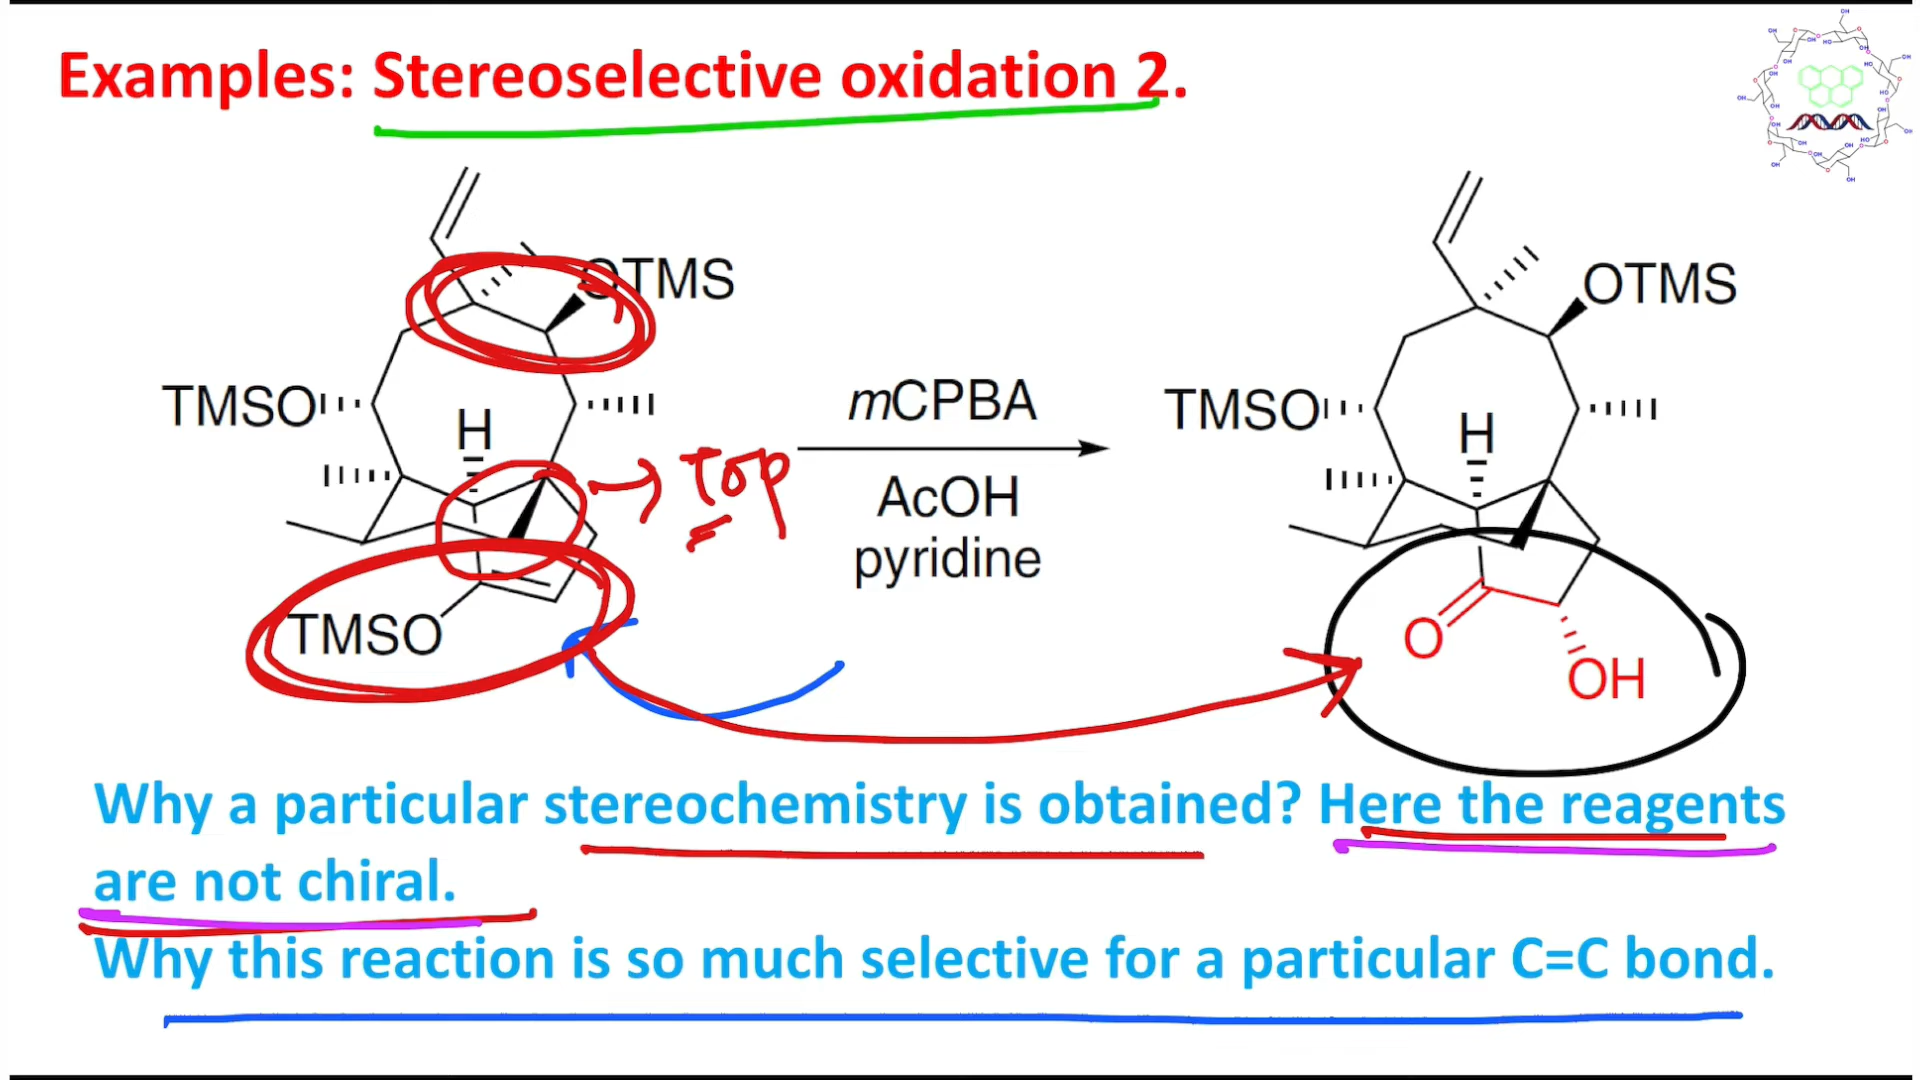 Examples: Stereoselective oxidation 2.
OTMS
TMSO
H
TMSO
top
mCPBA
AcOH
pyridine
OTMS
TMSO
H
O
OH
Why a particular stereochemistry is obtained? Here the reagents
are not chiral.
Why this reaction is so much selective for a particular C=C bond.